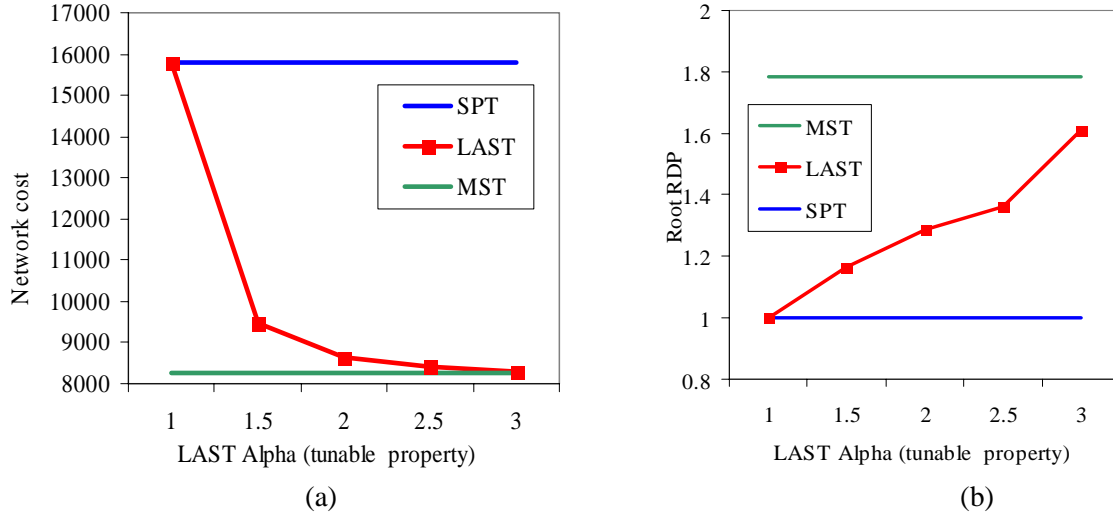 17000
16000
15000
14000
13000
12000
11000
10000
9000
8000
Network cost
SPT
LAST
MST
1 1.5 2 2.5 3
LAST Alpha (tunable property)
(a)
2
1.8
1.6
1.4
1.2
1
0.8
Root RDP
MST
LAST
SPT
1 1.5 2 2.5 3
LAST Alpha (tunable property)
(b)